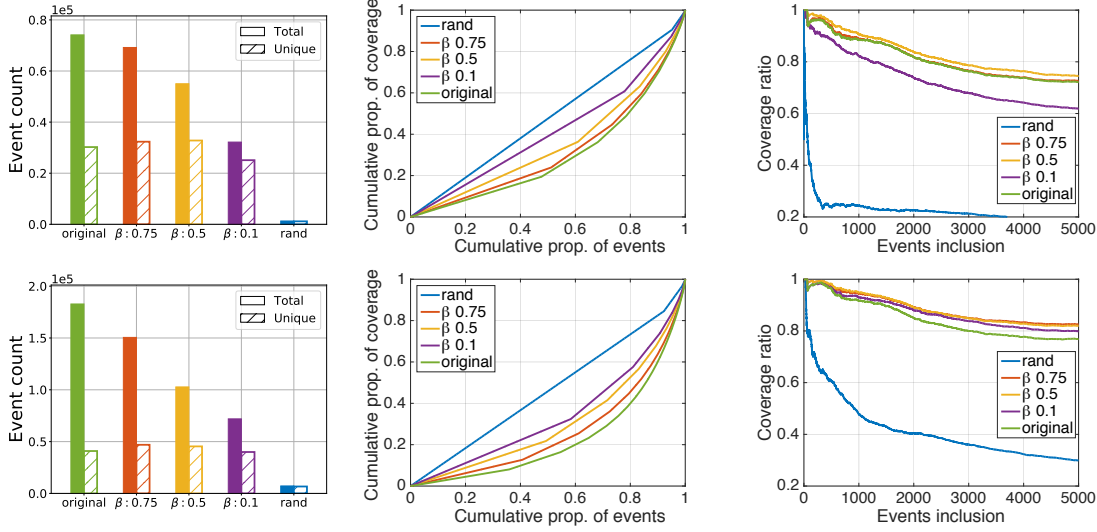 1e5
0.8
0.6
0.4
0.2
0.0
Event count
Total
Unique
original
β : 0.75
β : 0.5
β : 0.1
rand
1
0.8
0.6
0.4
0.2
0
Cumulative prop. of coverage
rand
β 0.75
β 0.5
β 0.1
original
0 0.2 0.4 0.6 0.8 1
Cumulative prop. of events
1
0.8
0.6
0.4
0.2
Coverage ratio
rand
β 0.75
β 0.5
β 0.1
original
0 1000 2000 3000 4000 5000
Events inclusion
1e5
2.0
1.5
1.0
0.5
0.0
Event count
Total
Unique
original
β : 0.75
β : 0.5
β : 0.1
rand
1
0.8
0.6
0.4
0.2
0
Cumulative prop. of coverage
rand
β 0.75
β 0.5
β 0.1
original
0 0.2 0.4 0.6 0.8 1
Cumulative prop. of events
1
0.8
0.6
0.4
0.2
Coverage ratio
rand
β 0.75
β 0.5
β 0.1
original
0 1000 2000 3000 4000 5000
Events inclusion